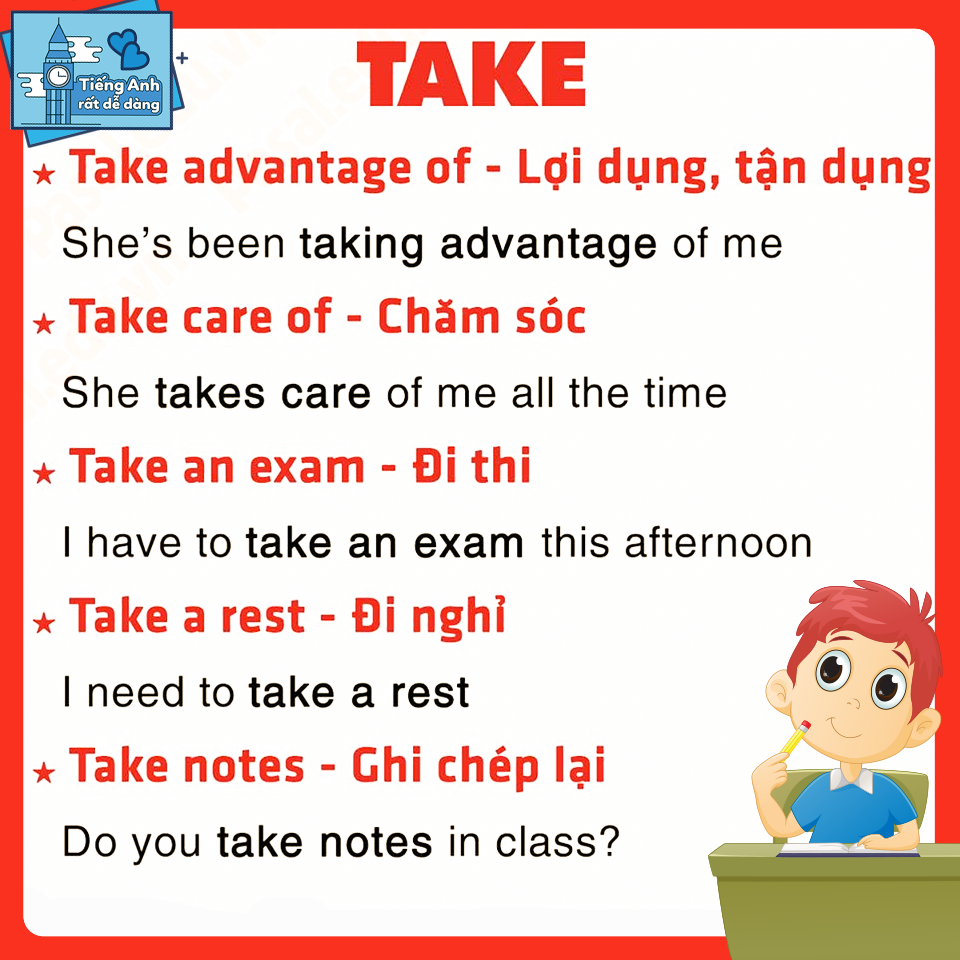 Tiếng Anh
rất dễ dàng
TAKE
★ Take advantage of - Lợi dụng, tận dụng
She’s been taking advantage of me
★ Take care of - Chăm sóc
She takes care of me all the time
★ Take an exam - Đi thi
I have to take an exam this afternoon
★ Take a rest - Đi nghỉ
I need to take a rest
★ Take notes - Ghi chép lại
Do you take notes in class?